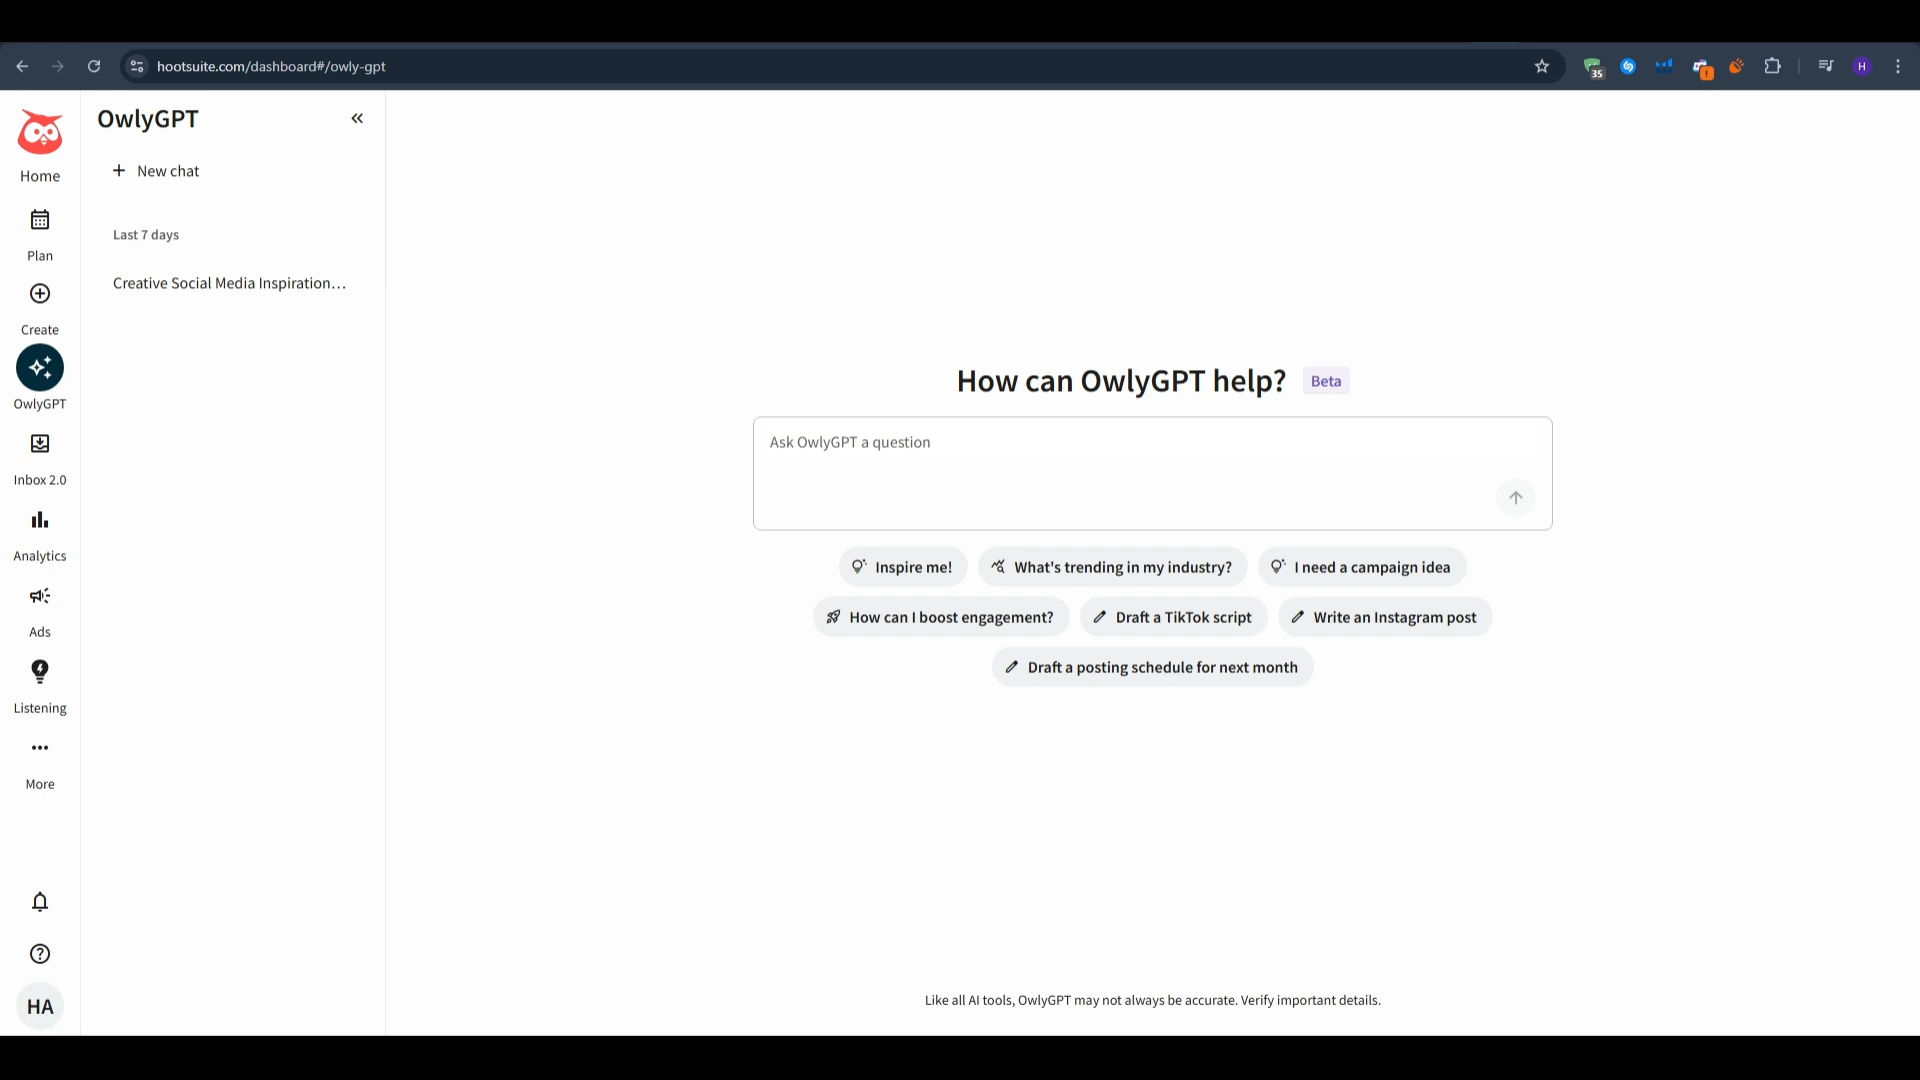 hootsuite.com/dashboard#/owly-gpt
35
H
Home
Plan
Create
OwlyGPT
Inbox 2.0
Analytics
Ads
Listening
More
HA
OwlyGPT
New chat
Last 7 days
Creative Social Media Inspiration...
How can OwlyGPT help? Beta
Ask OwlyGPT a question
Inspire me! What's trending in my industry? I need a campaign idea
How can I boost engagement? Draft a TikTok script Write an Instagram post
Draft a posting schedule for next month
Like all AI tools, OwlyGPT may not always be accurate. Verify important details.